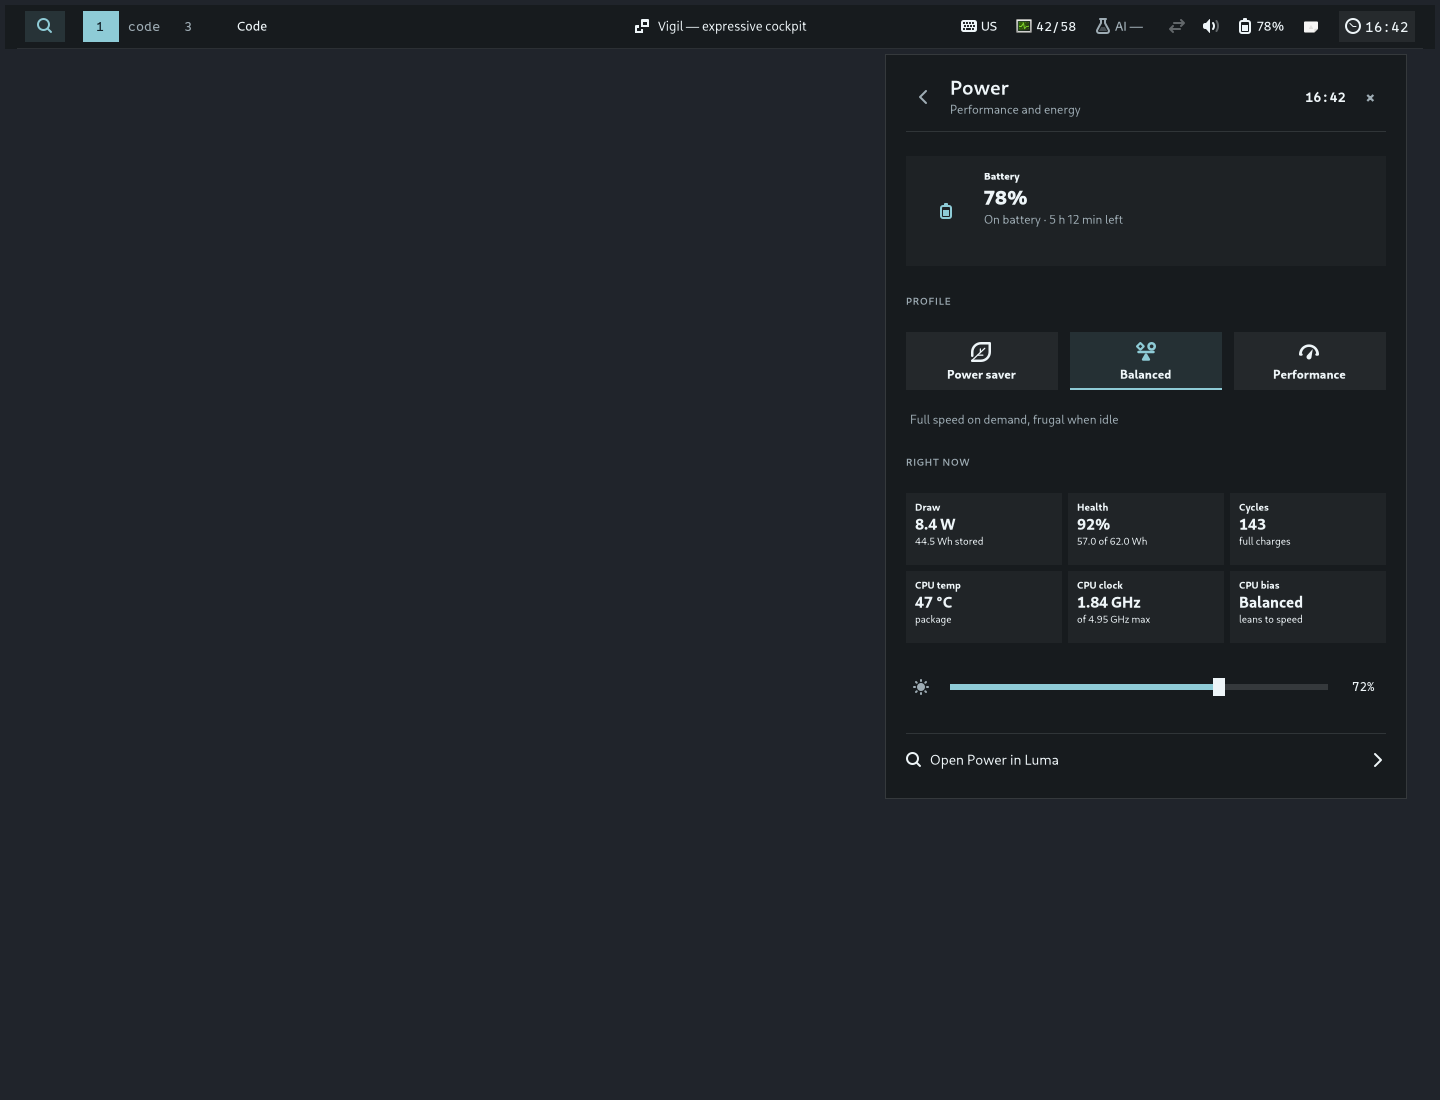 1 code 3 Code Vigil — expressive cockpit US 42/58 AI — 78% 16:42
Power 16:42 ×
Performance and energy
Battery
78%
On battery · 5 h 12 min left
PROFILE
Power saver Balanced Performance
Full speed on demand, frugal when idle
RIGHT NOW
Draw Health Cycles
8.4 W 92% 143
44.5 Wh stored 57.0 of 62.0 Wh full charges
CPU temp CPU clock CPU bias
47 °C 1.84 GHz Balanced
package of 4.95 GHz max leans to speed
72%
Open Power in Luma